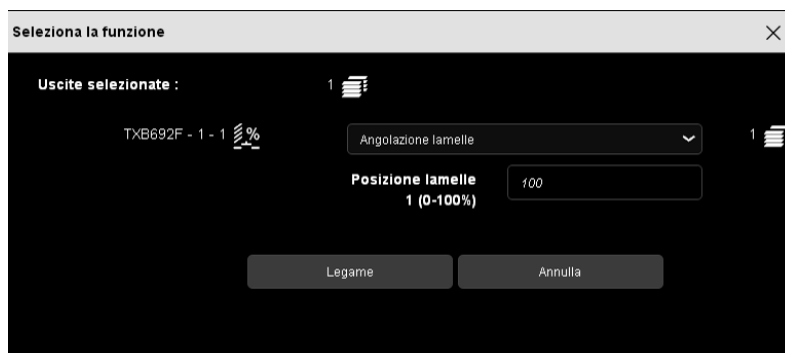 Seleziona la funzione
Uscite selezionate : 1
TXB692F - 1 - 1 % Angolazione lamelle 1
Posizione lamelle 100
1 (0-100%)
Legame Annulla